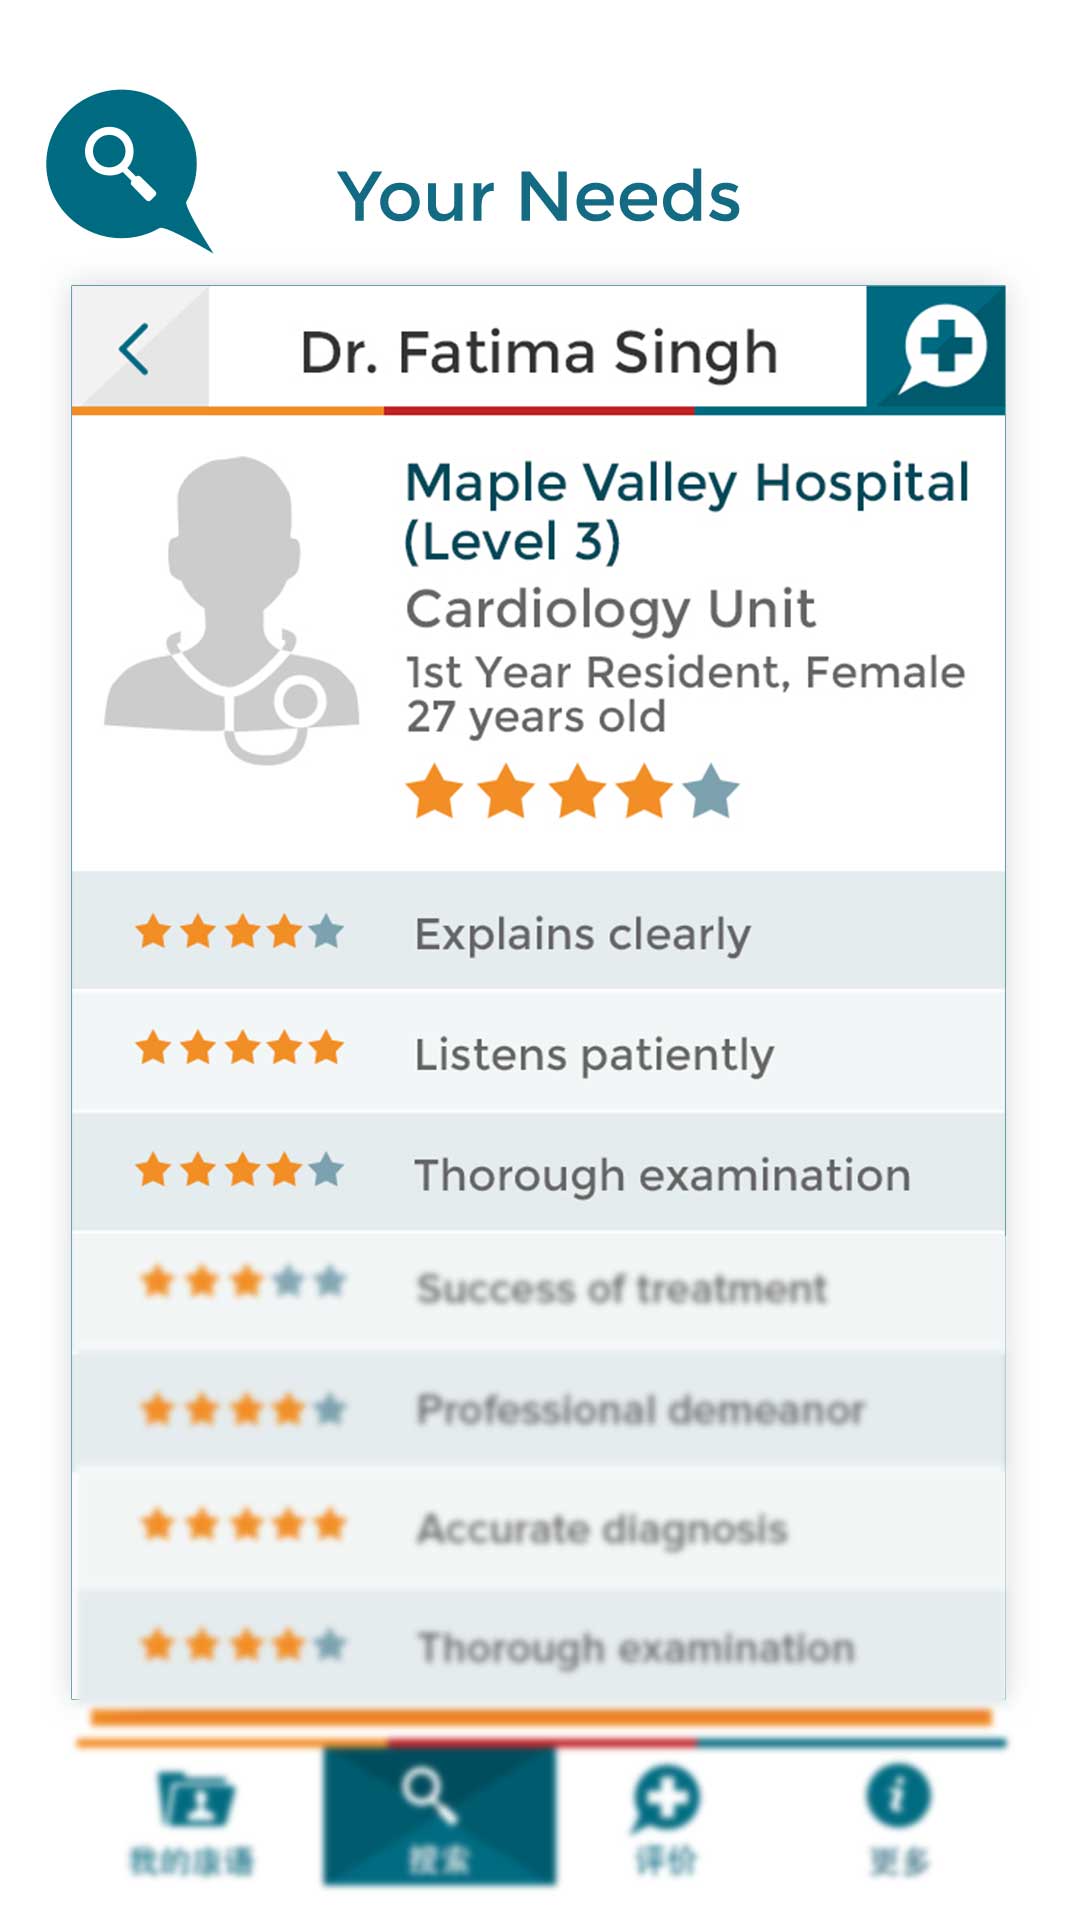 Your Needs
Dr. Fatima Singh
Maple Valley Hospital
(Level 3)
Cardiology Unit
1st Year Resident, Female
27 years old
Explains clearly
Listens patiently
Thorough examination
Success of treatment
Professional demeanor
Accurate diagnosis
Thorough examination
我的康语
搜索
评价
更多